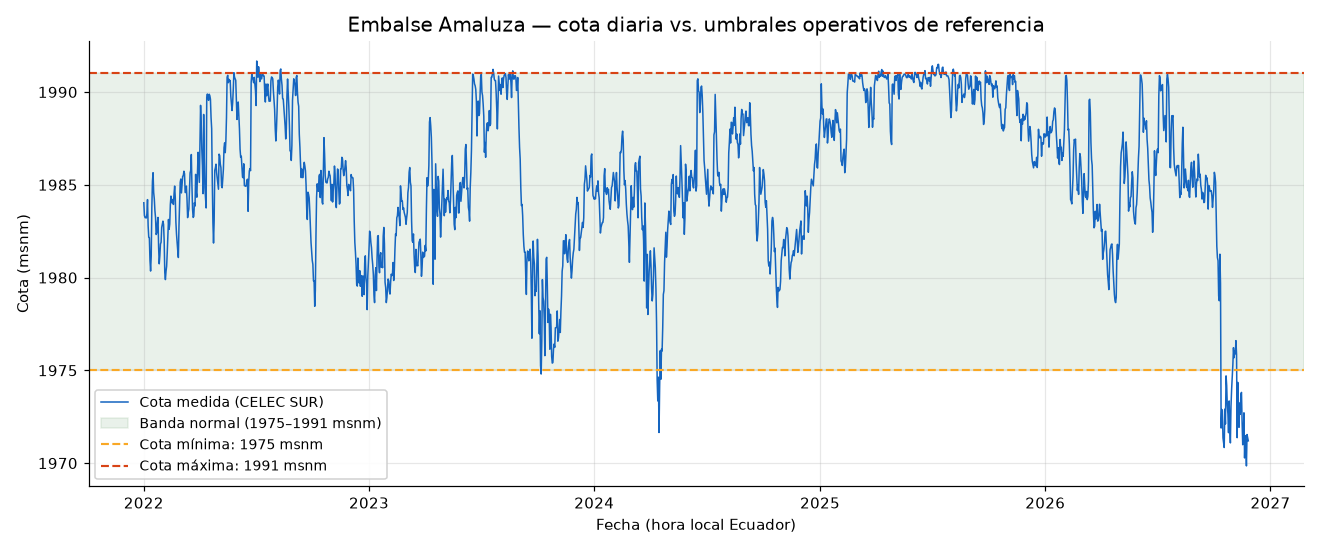 Embalse Amaluza — cota diaria vs. umbrales operativos de referencia
Cota (msnm)
1990
1985
1980
1975
1970
Cota medida (CELEC SUR)
Banda normal (1975–1991 msnm)
Cota mínima: 1975 msnm
Cota máxima: 1991 msnm
2022
2023
2024
2025
2026
2027
Fecha (hora local Ecuador)